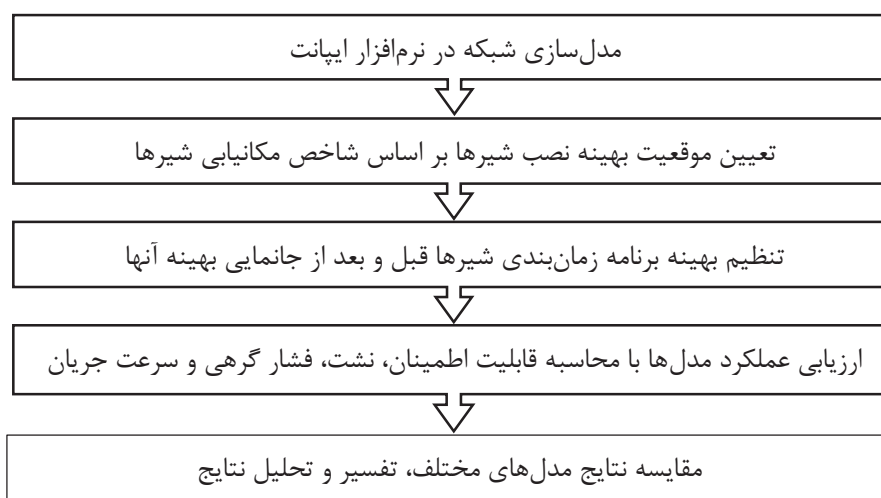 مدل‌سازی شبکه در نرم‌افزار ایپانت
تعیین موقعیت بهینه نصب شیرها بر اساس شاخص مکانیابی شیرها
تنظیم بهینه برنامه زمان‌بندی شیرها قبل و بعد از جانمایی بهینه آنها
ارزیابی عملکرد مدل‌ها با محاسبه قابلیت اطمینان، نشت، فشار گرهی و سرعت جریان
مقایسه نتایج مدل‌های مختلف، تفسیر و تحلیل نتایج